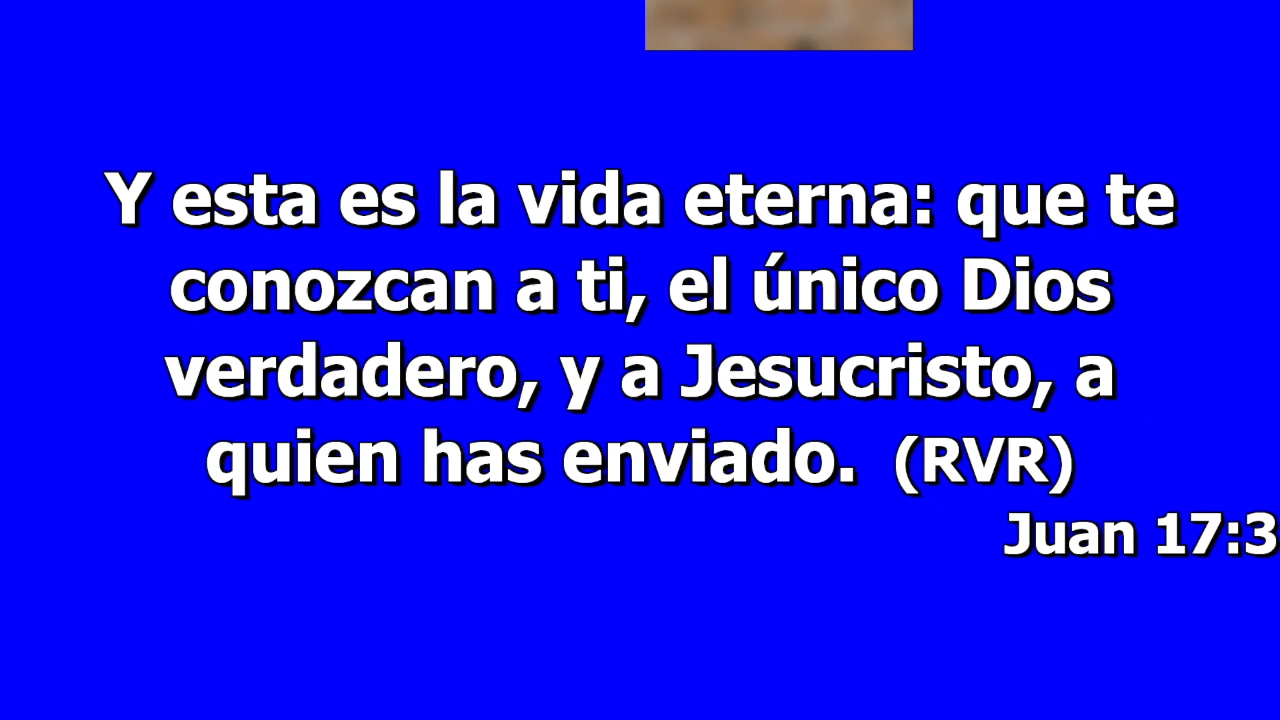 Y esta es la vida eterna: que te
conozcan a ti, el único Dios
verdadero, y a Jesucristo, a
quien has enviado. (RVR)
Juan 17:3